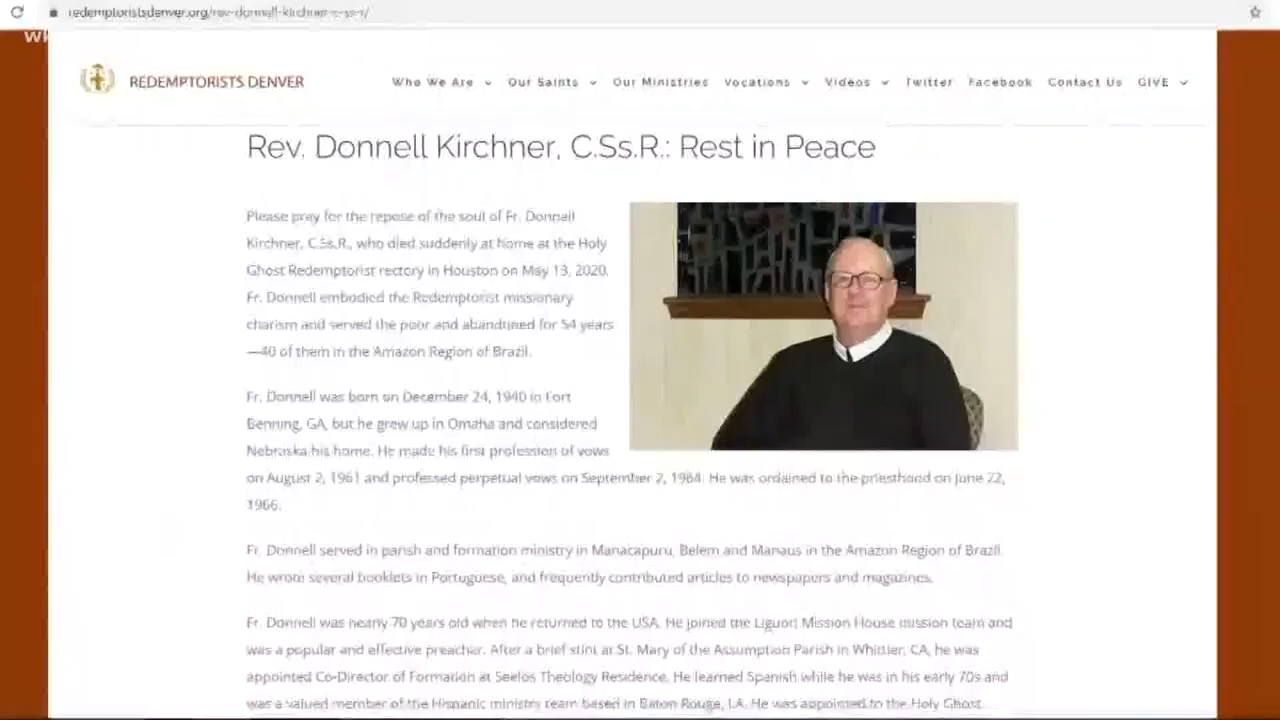 redemptoristsdenver.org/rev-donnell-kirchner-c-ss-r/
REDEMPTORISTS DENVER
Who We Are Our Saints Our Ministries Vocations Videos Twitter Facebook Contact Us GIVE
Rev. Donnell Kirchner, C.Ss.R.: Rest in Peace
Please pray for the repose of the soul of Fr. Donnell
Kirchner, C.Ss.R., who died suddenly at home at the Holy
Ghost Redemptorist rectory in Houston on May 13, 2020.
Fr. Donnell embodied the Redemptorist missionary
charism and served the poor and abandoned for 54 years
—40 of them in the Amazon Region of Brazil.
Fr. Donnell was born on December 24, 1940 in Fort
Benning, GA, but he grew up in Omaha and considered
Nebraska his home. He made his first profession of vows
on August 2, 1961 and professed perpetual vows on September 2, 1964. He was ordained to the priesthood on June 22,
1966.
Fr. Donnell served in parish and formation ministry in Manacapuru, Belem and Manaus in the Amazon Region of Brazil.
He wrote several booklets in Portuguese, and frequently contributed articles to newspapers and magazines.
Fr. Donnell was nearly 70 years old when he returned to the USA. He joined the Liguori Mission House mission team and
was a popular and effective preacher. After a brief stint at St. Mary of the Assumption Parish in Whittier, CA, he was
appointed Co-Director of Formation at Seelos Theology Residence. He learned Spanish while he was in his early 70s and
was a valued member of the Hispanic ministry team based in Baton Rouge, LA. He was appointed to the Holy Ghost